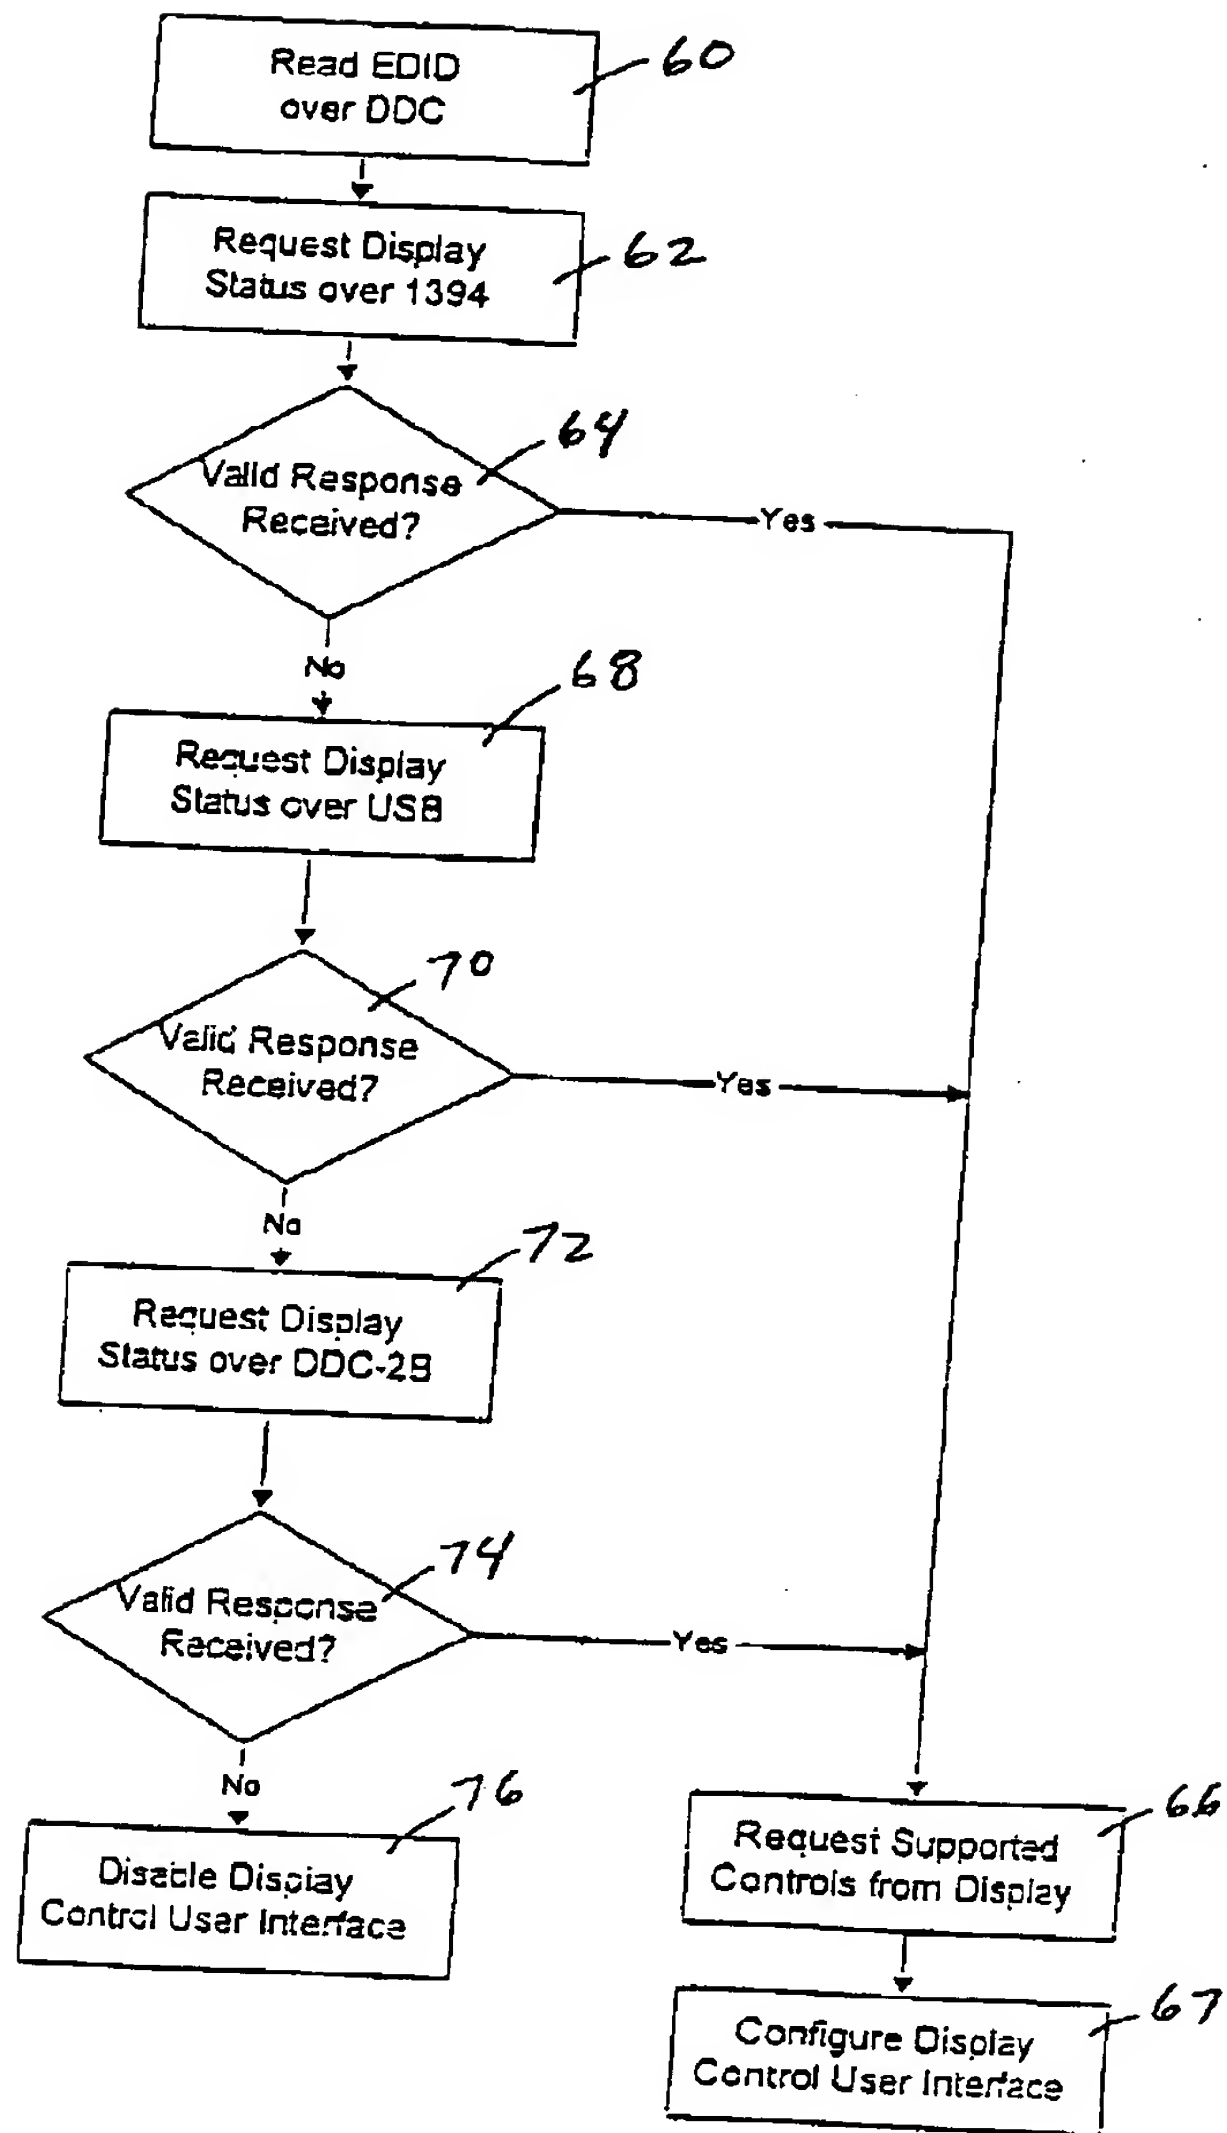 Read EDID
over DDC
60
Request Display
Status over 1394
62
64
Valid Response
Received?
Yes
No
68
Request Display
Status over USB
70
Valid Response
Received?
Yes
No
72
Request Display
Status over DDC-2B
74
Valid Response
Received?
Yes
No
76
Disable Display
Control User Interface
66
Request Supported
Controls from Display
67
Configure Display
Control User Interface